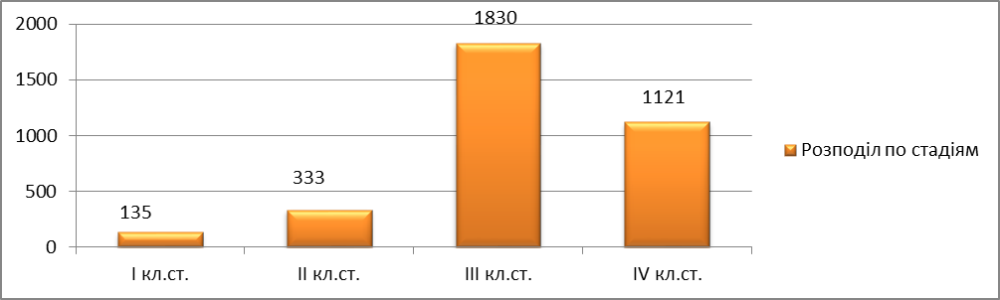 2000
1500
1000
500
0
135
333
1830
1121
I кл.ст.
II кл.ст.
III кл.ст.
IV кл.ст.
Розподіл по стадіям